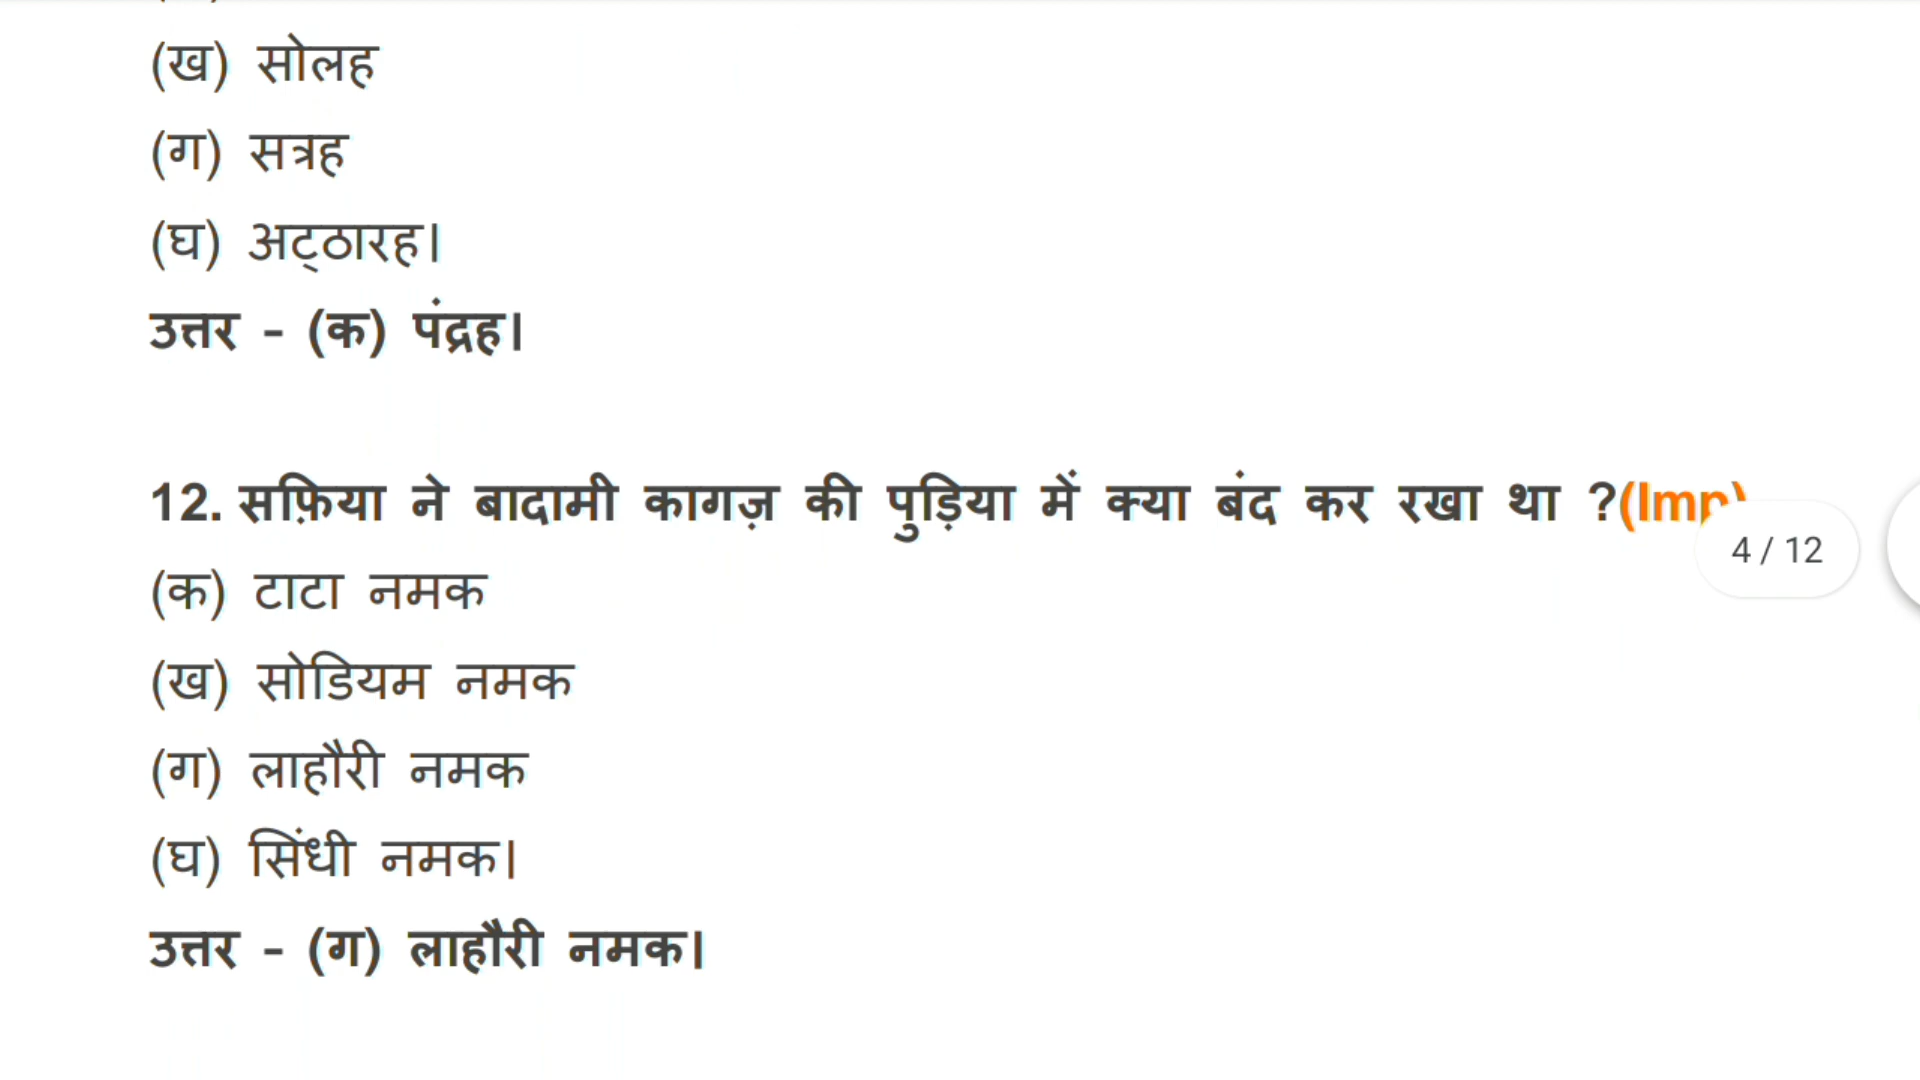 (ख) सोलह
(ग) सत्रह
(घ) अट्ठारह।
उत्तर - (क) पंद्रह।
12. सफ़िया ने बादामी कागज़ की पुड़िया में क्या बंद कर रखा था ?(Imp)
4 / 12
(क) टाटा नमक
(ख) सोडियम नमक
(ग) लाहौरी नमक
(घ) सिंधी नमक।
उत्तर - (ग) लाहौरी नमक।